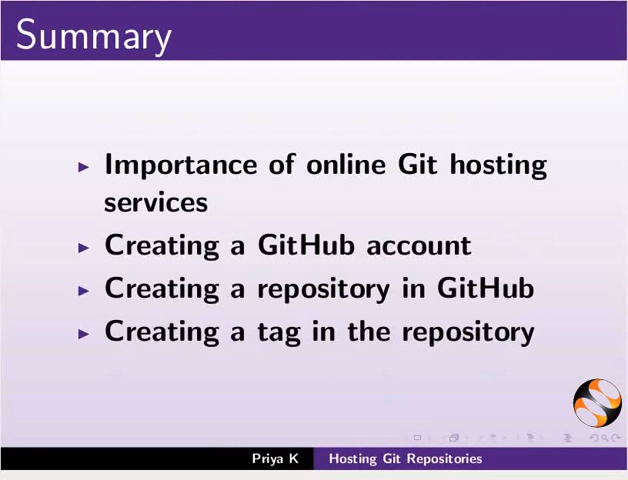 Summary
Importance of online Git hosting
services
Creating a GitHub account
Creating a repository in GitHub
Creating a tag in the repository
Priya K
Hosting Git Repositories